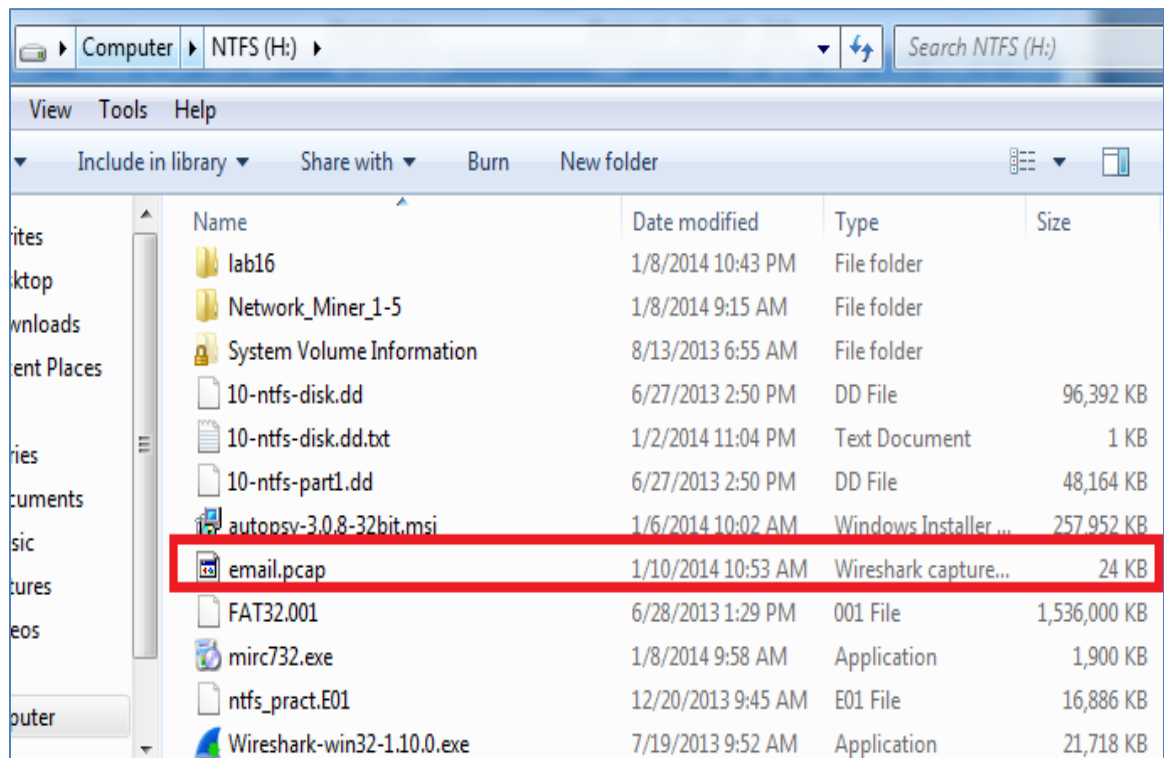 Computer NTFS (H:) Search NTFS (H:)
View Tools Help
Include in library Share with Burn New folder
Name Date modified Type Size
rites
ktop
wnloads
ent Places
ries
cuments
sic
tures
eos
puter
lab16 1/8/2014 10:43 PM File folder
Network_Miner_1-5 1/8/2014 9:15 AM File folder
System Volume Information 8/13/2013 6:55 AM File folder
10-ntfs-disk.dd 6/27/2013 2:50 PM DD File 96,392 KB
10-ntfs-disk.dd.txt 1/2/2014 11:04 PM Text Document 1 KB
10-ntfs-part1.dd 6/27/2013 2:50 PM DD File 48,164 KB
autopsy-3.0.8-32bit.msi 1/6/2014 10:02 AM Windows Installer ... 257,952 KB
email.pcap 1/10/2014 10:53 AM Wireshark capture... 24 KB
FAT32.001 6/28/2013 1:29 PM 001 File 1,536,000 KB
mirc732.exe 1/8/2014 9:58 AM Application 1,900 KB
ntfs_pract.E01 12/20/2013 9:45 AM E01 File 16,886 KB
Wireshark-win32-1.10.0.exe 7/19/2013 9:52 AM Application 21,718 KB